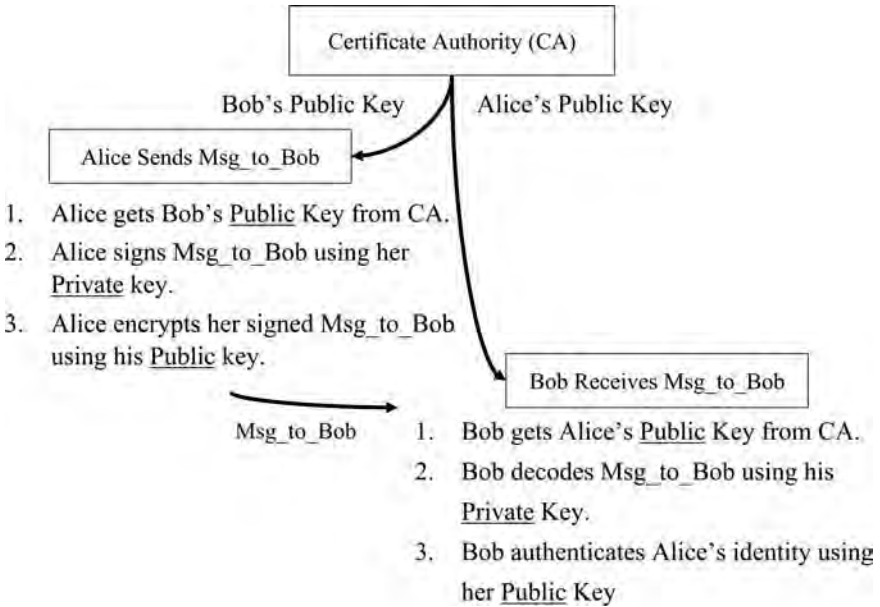 Certificate Authority (CA)
Bob's Public Key
Alice's Public Key
Alice Sends Msg_to_Bob
1. Alice gets Bob's Public Key from CA.
2. Alice signs Msg_to_Bob using her
Private key.
3. Alice encrypts her signed Msg_to_Bob
using his Public key.
Msg_to_Bob
Bob Receives Msg_to_Bob
1. Bob gets Alice's Public Key from CA.
2. Bob decodes Msg_to_Bob using his
Private Key.
3. Bob authenticates Alice's identity using
her Public Key